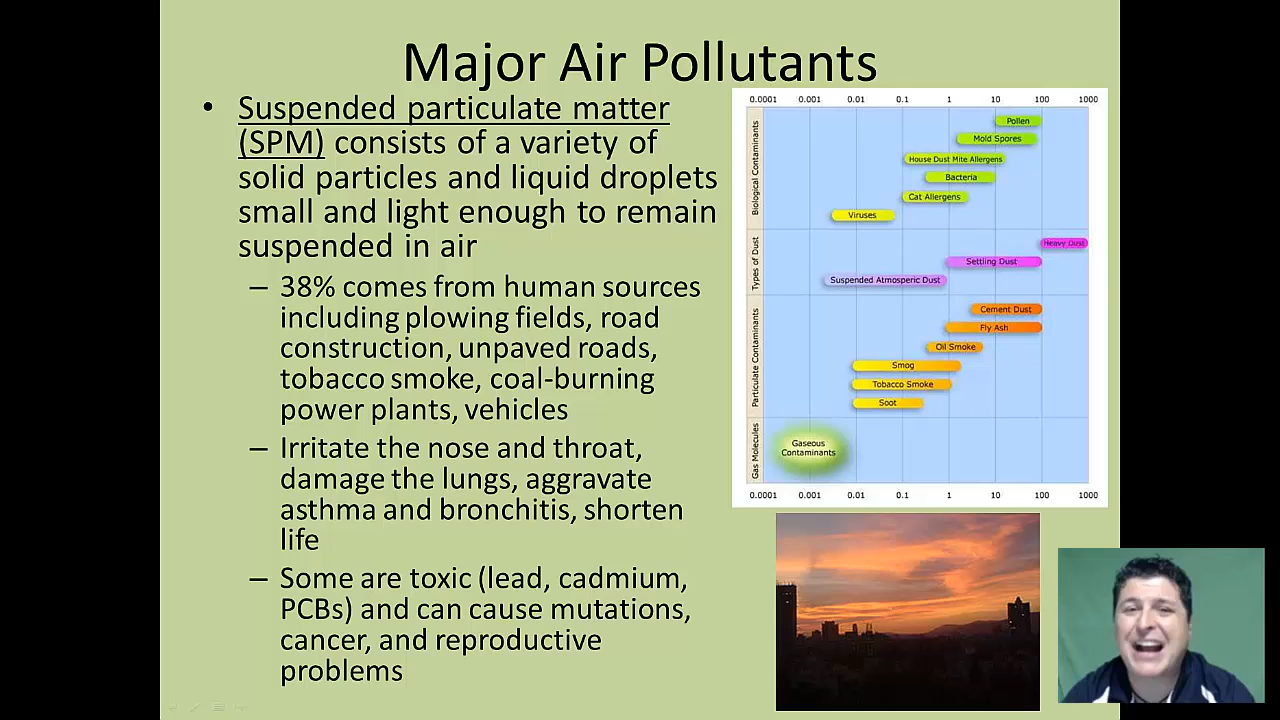 Major Air Pollutants
• Suspended particulate matter
(SPM) consists of a variety of
solid particles and liquid droplets
small and light enough to remain
suspended in air
– 38% comes from human sources
including plowing fields, road
construction, unpaved roads,
tobacco smoke, coal-burning
power plants, vehicles
– Irritate the nose and throat,
damage the lungs, aggravate
asthma and bronchitis, shorten
life
– Some are toxic (lead, cadmium,
PCBs) and can cause mutations,
cancer, and reproductive
problems
0.0001 0.001 0.01 0.1 1 10 100 1000
Biological Contaminants
Pollen
Mold Spores
House Dust Mite Allergens
Bacteria
Cat Allergens
Viruses
Types of Dust
Heavy Dust
Settling Dust
Suspended Atmosperic Dust
Particulate Contaminants
Cement Dust
Fly Ash
Oil Smoke
Smog
Tobacco Smoke
Soot
Gas Molecules
Gaseous
Contaminants
0.0001 0.001 0.01 0.1 1 10 100 1000